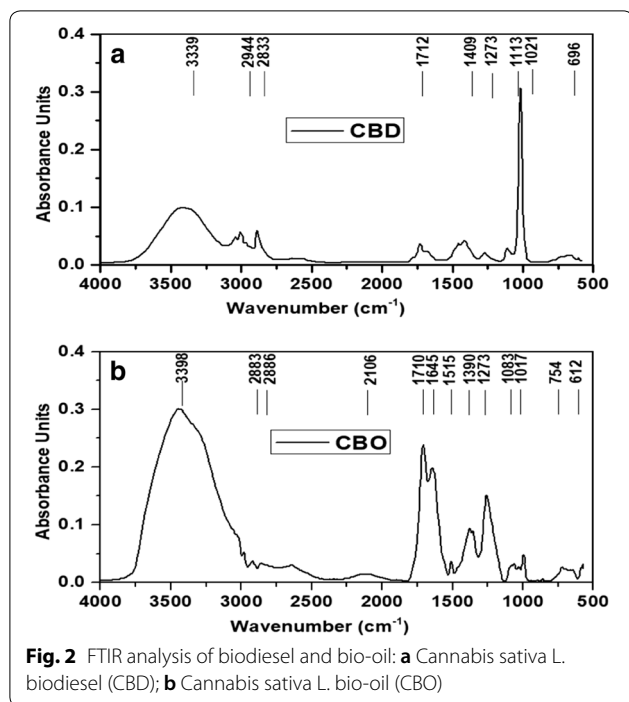 0.4
a
3339
2944
2833
1712
1409
1273
1113
1021
696
0.3
CBD
0.2
0.1
0.0
Absorbance Units
4000 3500 3000 2500 2000 1500 1000 500
Wavenumber (cm-1)
0.4
b
3398
2883
2886
2106
1710
1645
1515
1390
1273
1083
1017
754
612
0.3
CBO
0.2
0.1
0.0
Absorbance Units
4000 3500 3000 2500 2000 1500 1000 500
Wavenumber (cm-1)
Fig. 2 FTIR analysis of biodiesel and bio-oil: a Cannabis sativa L.
biodiesel (CBD); b Cannabis sativa L. bio-oil (CBO)